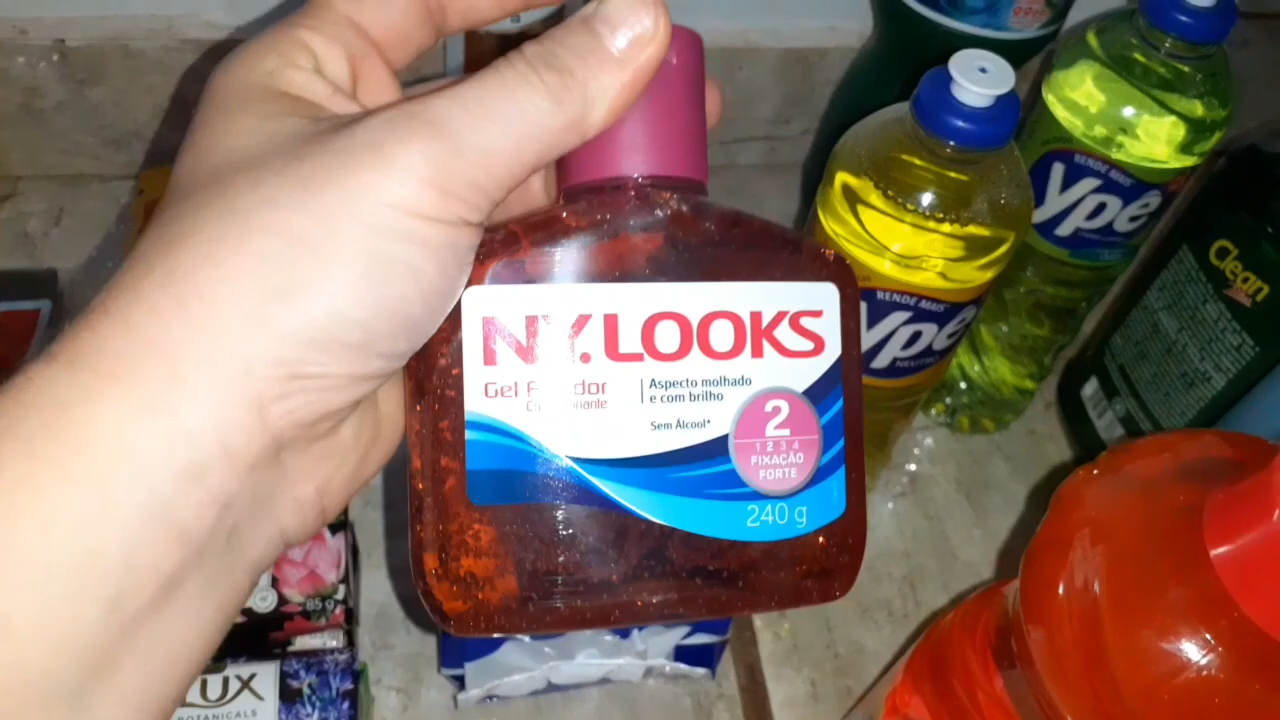 NY.LOOKS
Gel
Aspecto molhado
e com brilho
Sem Álcool*
2
1 2 3 4
FIXAÇÃO
FORTE
240 g
RENDE MAIS
Ypê
NEUTRO
RENDE MAIS
Ypê
Clean
85 g
LUX
BOTANICALS